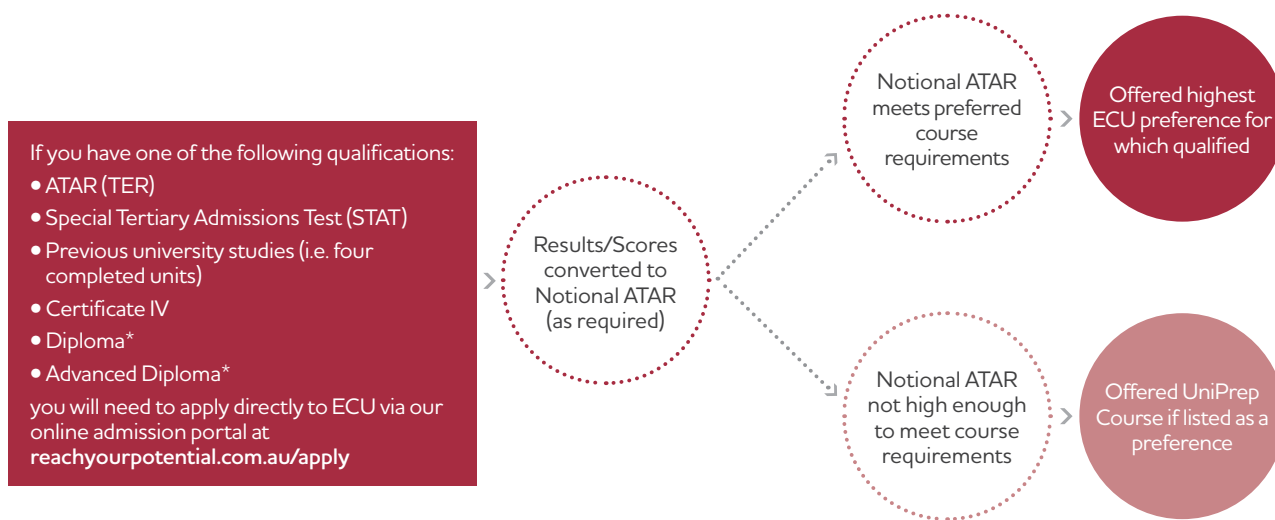 If you have one of the following qualifications:
• ATAR (TER)
• Special Tertiary Admissions Test (STAT)
• Previous university studies (i.e. four
completed units)
• Certificate IV
• Diploma*
• Advanced Diploma*
you will need to apply directly to ECU via our
online admission portal at
reachyourpotential.com.au/apply
Results/Scores
converted to
Notional ATAR
(as required)
Notional ATAR
meets preferred
course
requirements
Offered highest
ECU preference for
which qualified
Notional ATAR
not high enough
to meet course
requirements
Offered UniPrep
Course if listed as a
preference